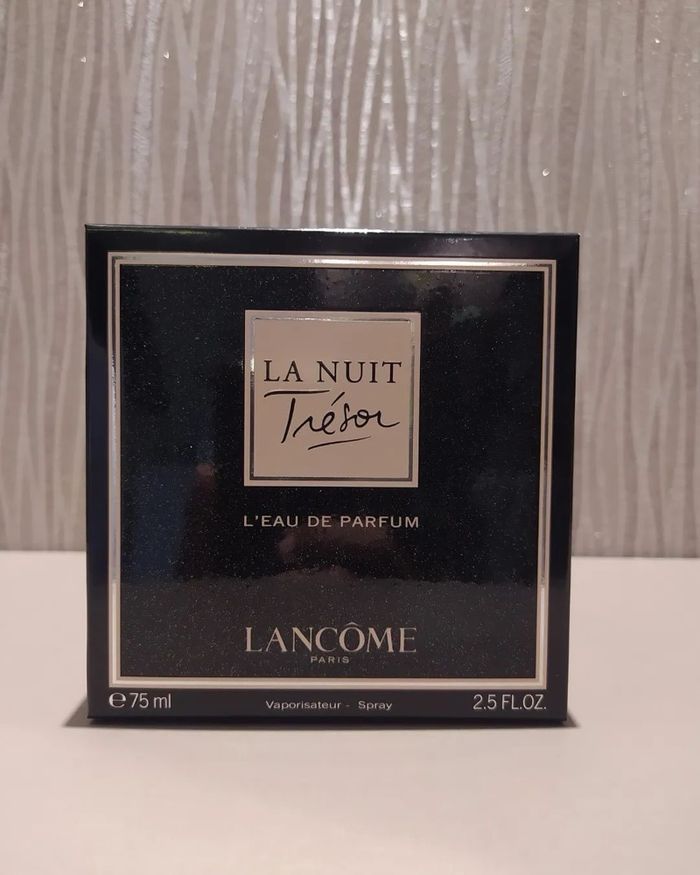 LA NUIT
Trésor
L'EAU DE PARFUM
LANCÔME
PARIS
e 75 ml Vaporisateur - Spray 2.5 FL.OZ.